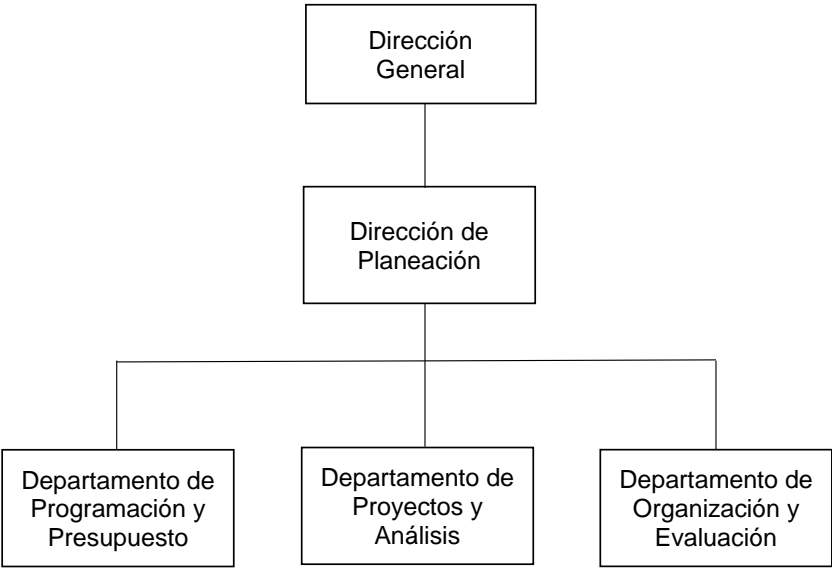 Dirección
General
Dirección de
Planeación
Departamento de
Programación y
Presupuesto
Departamento de
Proyectos y
Análisis
Departamento de
Organización y
Evaluación